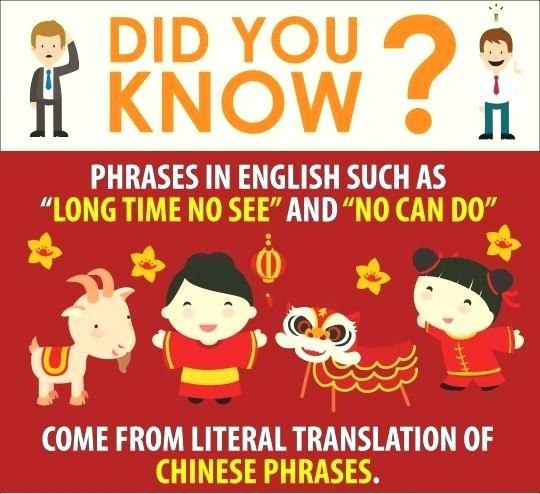 DID YOU
KNOW ?
PHRASES IN ENGLISH SUCH AS
“LONG TIME NO SEE” AND “NO CAN DO”
COME FROM LITERAL TRANSLATION OF
CHINESE PHRASES.